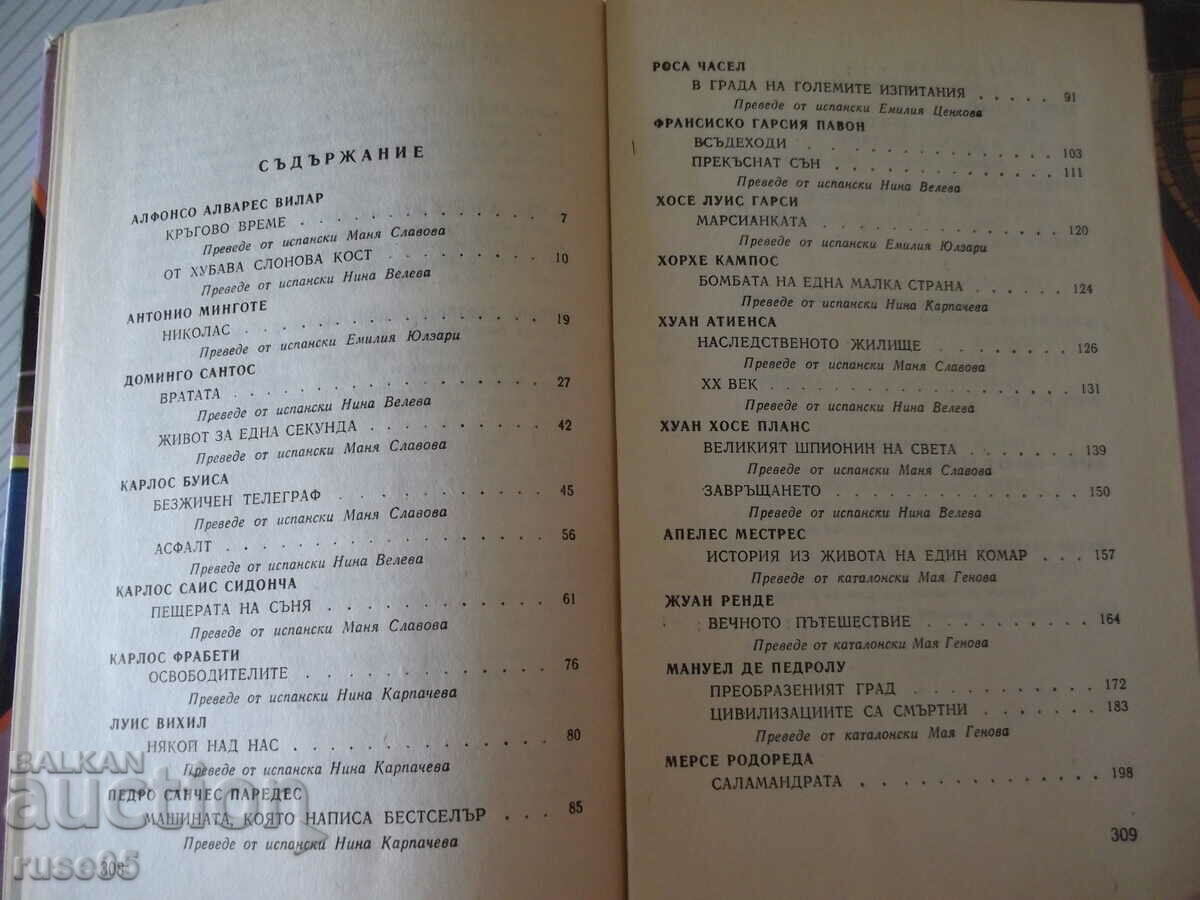 СЪДЪРЖАНИЕ
АЛФОНСО АЛВАРЕС ВИЛАР
КРЪГОВО ВРЕМЕ . . . . . . . . . . . . 7
Преведе от испански Маня Славова
ОТ ХУБАВА СЛОНОВА КОСТ . . . . . . . . 10
Преведе от испански Нина Велева
АНТОНИО МИНГОТЕ
НИКОЛАС . . . . . . . . . . . . . . . 19
Преведе от испански Емилия Юлзари
ДОМИНГО САНТОС
ВРАТАТА . . . . . . . . . . . . . . . 27
Преведе от испански Нина Велева
ЖИВОТ ЗА ЕДНА СЕКУНДА . . . . . . . . 42
Преведе от испански Маня Славова
КАРЛОС БУИСА
БЕЗЖИЧЕН ТЕЛЕГРАФ . . . . . . . . . . 45
Преведе от испански Маня Славова
АСФАЛТ . . . . . . . . . . . . . . . 56
Преведе от испански Нина Велева
КАРЛОС САИС СИДОНЧА
ПЕЩЕРАТА НА СЪНЯ . . . . . . . . . . . 61
Преведе от испански Маня Славова
КАРЛОС ФРАБЕТИ
ОСВОБОДИТЕЛИТЕ . . . . . . . . . . . . 76
Преведе от испански Нина Карпачева
ЛУИС ВИХИЛ
НЯКОЙ НАД НАС . . . . . . . . . . . . 80
Преведе от испанска Нина Карпачева
ПЕДРО САНЧЕС ПАРЕДЕС
МАШИНАТА, КОЯТО НАПИСА БЕСТСЕЛЪР . . . 85
Преведе от испански Нина Карпачева
308
РОСА ЧАСЕЛ
В ГРАДА НА ГОЛЕМИТЕ ИЗПИТАНИЯ . . . . . 91
Преведе от испански Емилия Ценкова
ФРАНСИСКО ГАРСИЯ ПАВОН
ВСЪДЕХОДИ . . . . . . . . . . . . . . 103
ПРЕКЪСНАТ СЪН . . . . . . . . . . . . 111
Преведе от испански Нина Велева
ХОСЕ ЛУИС ГАРСИ
МАРСИАНКАТА . . . . . . . . . . . . . 120
Преведе от испански Емилия Юлзари
ХОРХЕ КАМПОС
БОМБАТА НА ЕДНА МАЛКА СТРАНА . . . . . 124
Преведе от испански Нина Карпачева
ХУАН АТИЕНСА
НАСЛЕДСТВЕНОТО ЖИЛИЩЕ . . . . . . . . 126
Преведе от испански Маня Славова
XX ВЕК . . . . . . . . . . . . . . . 131
Преведе от испански Нина Велева
ХУАН ХОСЕ ПЛАНС
ВЕЛИКИЯТ ШПИОНИН НА СВЕТА . . . . . . 139
Преведе от испански Маня Славова
ЗАВРЪЩАНЕТО . . . . . . . . . . . . . 150
Преведе от испански Нина Велева
АПЕЛЕС МЕСТРЕС
ИСТОРИЯ ИЗ ЖИВОТА НА ЕДИН КОМАР . . . 157
Преведе от каталонски Мая Генова
ЖУАН РЕНДЕ
ВЕЧНОТО ПЪТЕШЕСТВИЕ . . . . . . . . . 164
Преведе от каталонски Мая Генова
МАНУЕЛ ДЕ ПЕДРОЛУ
ПРЕОБРАЗЕНИЯТ ГРАД . . . . . . . . . . 172
ЦИВИЛИЗАЦИИТЕ СА СМЪРТНИ . . . . . . . 183
Преведе от каталонски Мая Генова
МЕРСЕ РОДОРЕДА
САЛАМАНДРАТА . . . . . . . . . . . . . 198
309
BALKAN
auction
ruse05